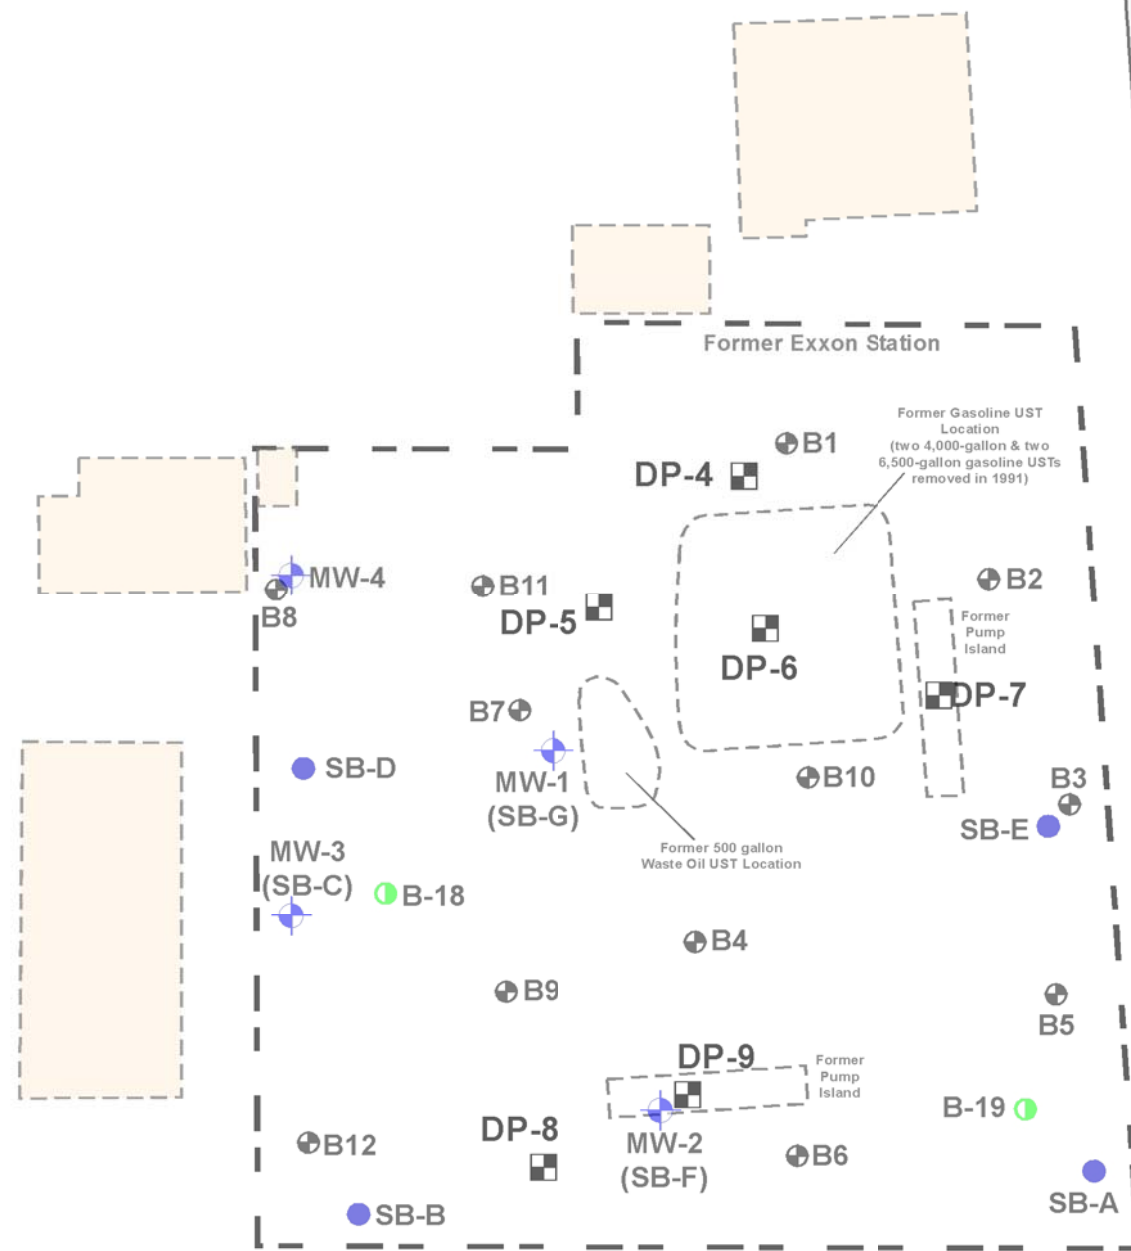 Former Exxon Station
Former Gasoline UST
Location
(two 4,000-gallon & two
6,500-gallon gasoline USTs
removed in 1991)
B1
DP-4
MW-4
B8
B11
DP-5
B2
Former
Pump
Island
DP-6
DP-7
B7
MW-1
(SB-G)
SB-D
B10
B3
SB-E
Former 500 gallon
Waste Oil UST Location
MW-3
(SB-C)
B-18
B4
B9
B5
DP-9
Former
Pump
Island
B-19
DP-8
MW-2
(SB-F)
B12
B6
SB-A
SB-B